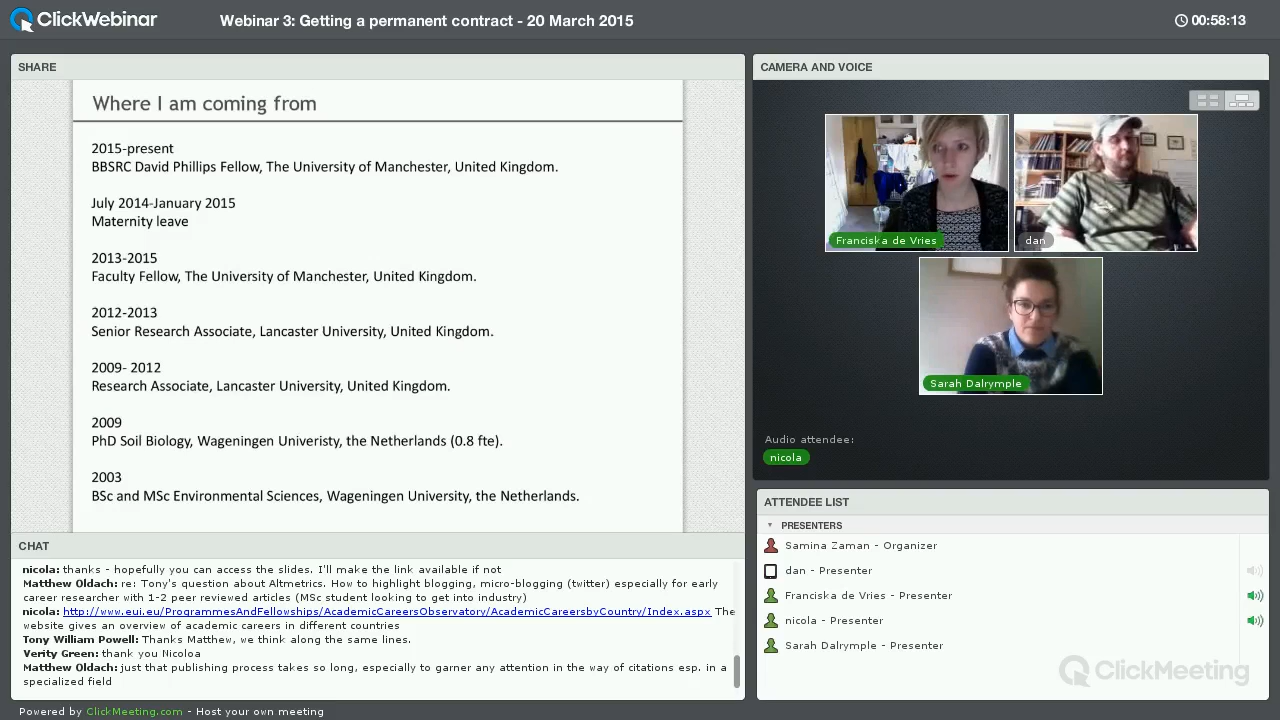 ClickWebinar
Webinar 3: Getting a permanent contract - 20 March 2015
00:58:13
SHARE
Where I am coming from
2015-present
BBSRC David Phillips Fellow, The University of Manchester, United Kingdom.
July 2014-January 2015
Maternity leave
2013-2015
Faculty Fellow, The University of Manchester, United Kingdom.
2012-2013
Senior Research Associate, Lancaster University, United Kingdom.
2009- 2012
Research Associate, Lancaster University, United Kingdom.
2009
PhD Soil Biology, Wageningen Univeristy, the Netherlands (0.8 fte).
2003
BSc and MSc Environmental Sciences, Wageningen University, the Netherlands.
CHAT
nicola: thanks - hopefully you can access the slides. I'll make the link available if not
Matthew Oldach: re: Tony's question about Altmetrics. How to highlight blogging, micro-blogging (twitter) especially for early
career researcher with 1-2 peer reviewed articles (MSc student looking to get into industry)
nicola: http://www.eui.eu/ProgrammesAndFellowships/AcademicCareersObservatory/AcademicCareersbyCountry/Index.aspx The
website gives an overview of academic careers in different countries
Tony William Powell: Thanks Matthew, we think along the same lines.
Verity Green: thank you Nicoloa
Matthew Oldach: just that publishing process takes so long, especially to garner any attention in the way of citations esp. in a
specialized field
CAMERA AND VOICE
Franciska de Vries
dan
Sarah Dalrymple
Audio attendee:
nicola
ATTENDEE LIST
PRESENTERS
Samina Zaman - Organizer
dan - Presenter
Franciska de Vries - Presenter
nicola - Presenter
Sarah Dalrymple - Presenter
ClickMeeting
Powered by ClickMeeting.com - Host your own meeting